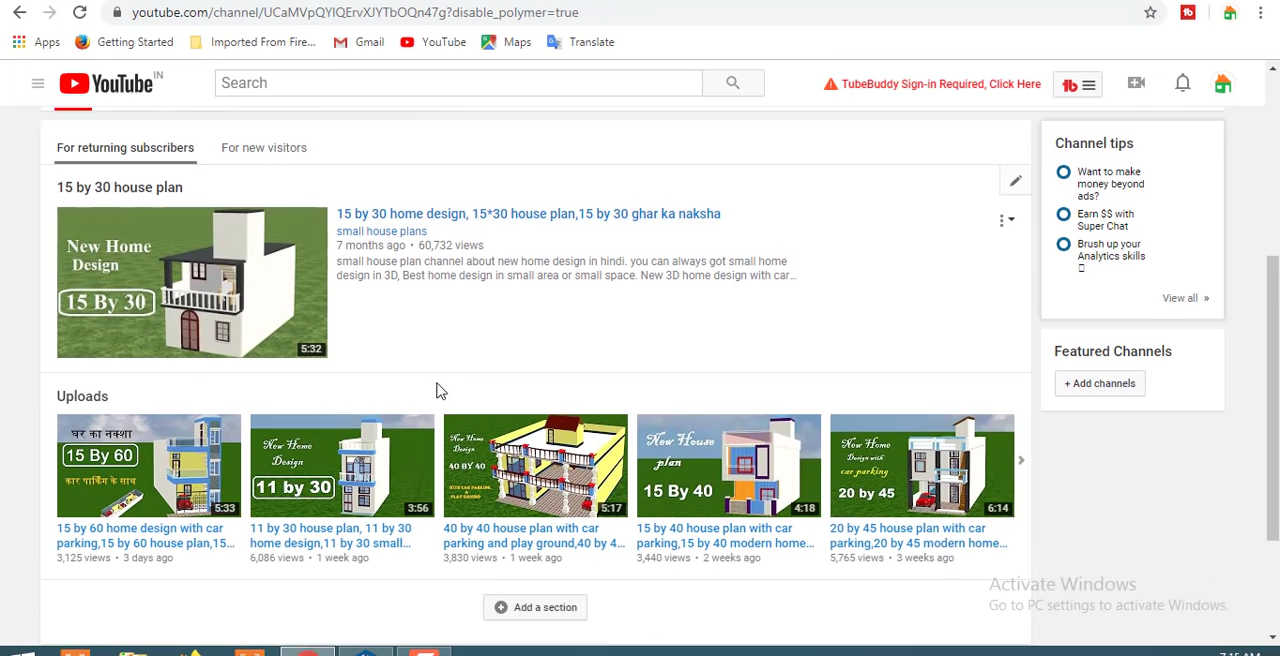 youtube.com/channel/UCaMVpQYIQErvXJYTbOQn47g?disable_polymer=true
Apps Getting Started Imported From Fire... Gmail YouTube Maps Translate
YouTube IN Search TubeBuddy Sign-in Required, Click Here tb
For returning subscribers For new visitors
15 by 30 house plan
New Home
Design
15 By 30
5:32
15 by 30 home design, 15*30 house plan,15 by 30 ghar ka naksha
small house plans
7 months ago • 60,732 views
small house plan channel about new home design in hindi. you can always got small home
design in 3D, Best home design in small area or small space. New 3D home design with car...
Channel tips
Want to make
money beyond
ads?
Earn $$ with
Super Chat
Brush up your
Analytics skills
View all »
Featured Channels
+ Add channels
Uploads
घर का नक्शा
15 By 60
कार पार्किंग के साथ
5:33
15 by 60 home design with car
parking,15 by 60 house plan,15...
3,125 views • 3 days ago
New Home
Design
11 by 30
3:56
11 by 30 house plan, 11 by 30
home design,11 by 30 small...
6,086 views • 1 week ago
New Home
Design
40 BY 40
WITH CAR PARKING
&
PLAY GROUND
5:17
40 by 40 house plan with car
parking and play ground,40 by 4...
3,830 views • 1 week ago
New House
plan
15 By 40
4:18
15 by 40 house plan with car
parking,15 by 40 modern home...
3,440 views • 2 weeks ago
New Home
Design with
car parking
20 by 45
6:14
20 by 45 house plan with car
parking,20 by 45 modern home...
5,765 views • 3 weeks ago
Add a section
Activate Windows
Go to PC settings to activate Windows.
7:15 AM